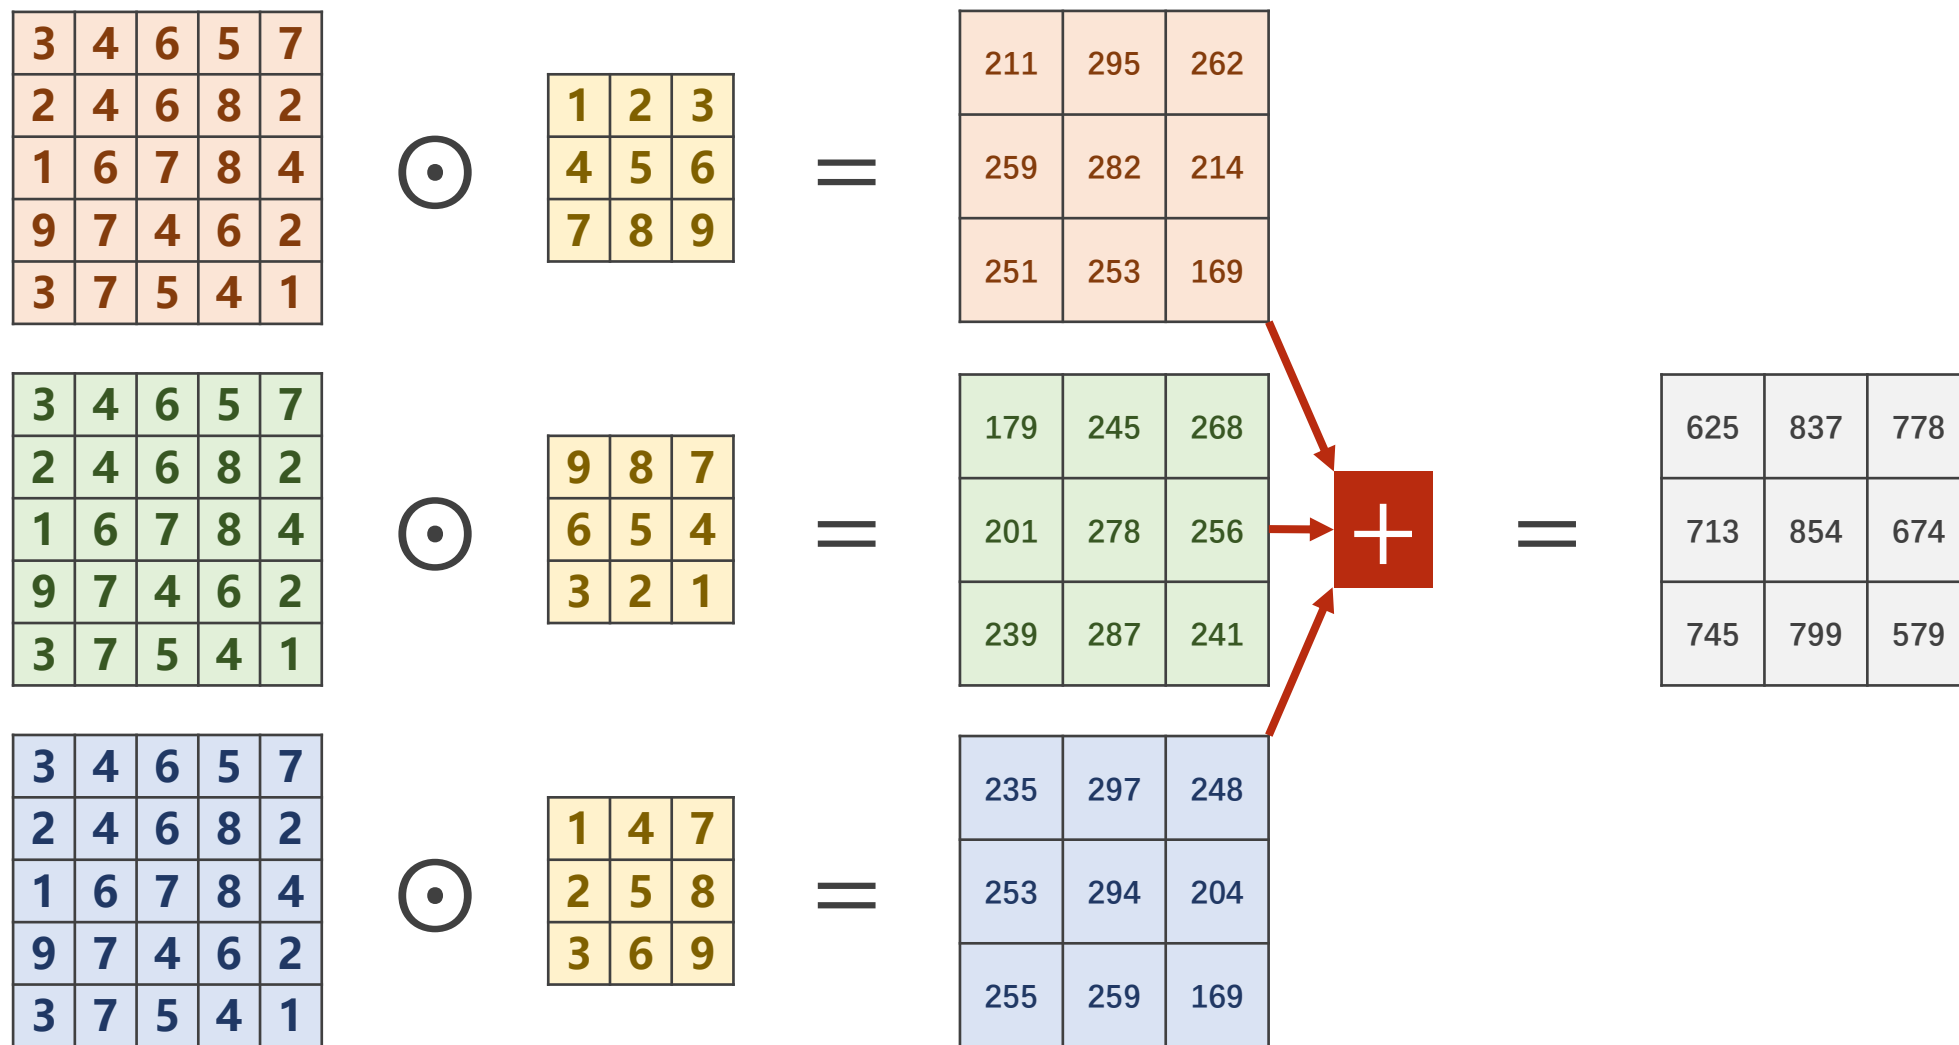 3 4 6 5 7
2 4 6 8 2
1 6 7 8 4
9 7 4 6 2
3 7 5 4 1
⊙
1 2 3
4 5 6
7 8 9
=
211 295 262
259 282 214
251 253 169
3 4 6 5 7
2 4 6 8 2
1 6 7 8 4
9 7 4 6 2
3 7 5 4 1
⊙
9 8 7
6 5 4
3 2 1
=
179 245 268
201 278 256
239 287 241
3 4 6 5 7
2 4 6 8 2
1 6 7 8 4
9 7 4 6 2
3 7 5 4 1
⊙
1 4 7
2 5 8
3 6 9
=
235 297 248
253 294 204
255 259 169
+
=
625 837 778
713 854 674
745 799 579